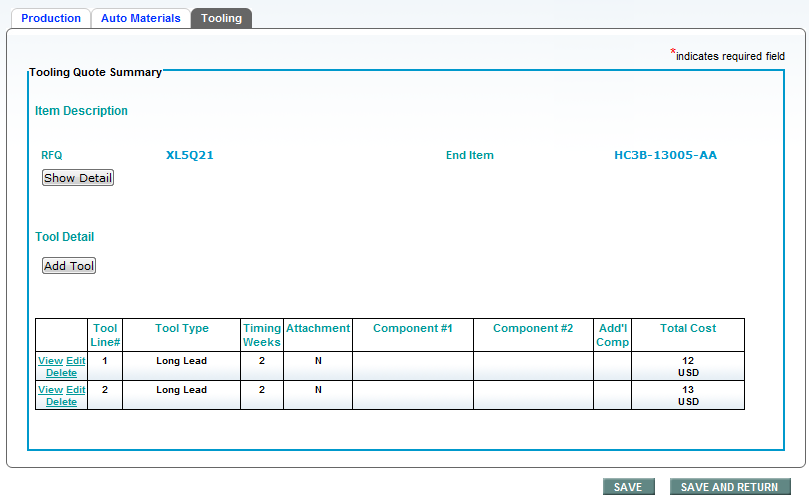 Production Auto Materials Tooling
*indicates required field
Tooling Quote Summary
Item Description
RFQ XL5Q21 End Item HC3B-13005-AA
Show Detail
Tool Detail
Add Tool
Tool Timing Attachment Component #1 Component #2 Add'l Total Cost
Line# Tool Type Weeks Comp
View Edit 1 Long Lead 2 N 12
Delete USD
View Edit 2 Long Lead 2 N 13
Delete USD
SAVE SAVE AND RETURN